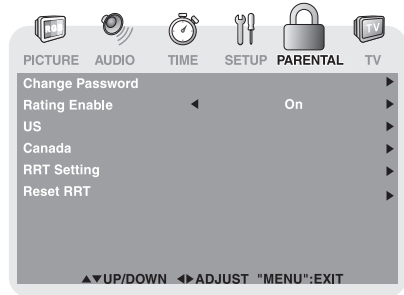 PICTURE AUDIO TIME SETUP PARENTAL TV
Change Password
Rating Enable ◀ On ▶
US
Canada
RRT Setting
Reset RRT
▲▼UP/DOWN ◀▶ADJUST "MENU":EXIT